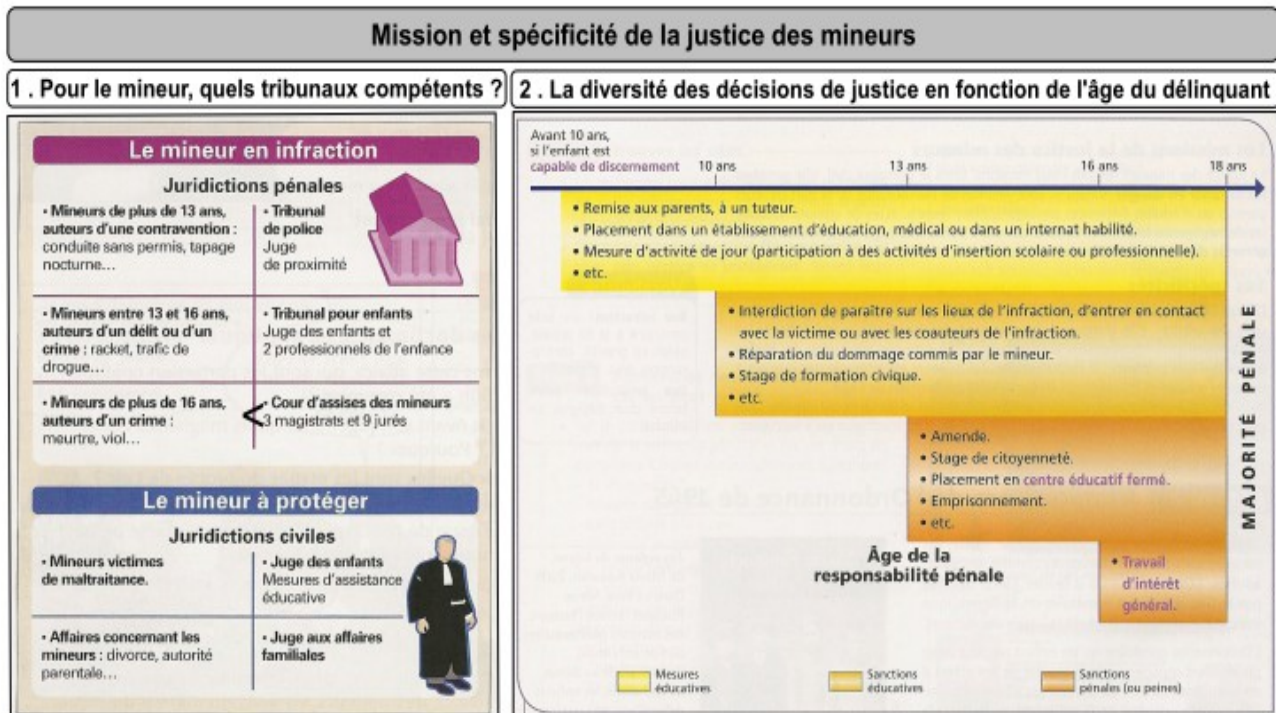 Mission et spécificité de la justice des mineurs
1 . Pour le mineur, quels tribunaux compétents ?
Le mineur en infraction
Juridictions pénales
• Mineurs de plus de 13 ans,
auteurs d'une contravention :
conduite sans permis, tapage
nocturne...
• Tribunal
de police
Juge
de proximité
• Mineurs entre 13 et 16 ans,
auteurs d'un délit ou d'un
crime : racket, trafic de
drogue...
• Tribunal pour enfants
Juge des enfants et
2 professionnels de l'enfance
• Mineurs de plus de 16 ans,
auteurs d'un crime :
meurtre, viol...
<
• Cour d'assises des mineurs
3 magistrats et 9 jurés
Le mineur à protéger
Juridictions civiles
• Mineurs victimes
de maltraitance.
• Juge des enfants
Mesures d'assistance
éducative
• Affaires concernant les
mineurs : divorce, autorité
parentale...
• Juge aux affaires
familiales
2 . La diversité des décisions de justice en fonction de l'âge du délinquant
Avant 10 ans,
si l'enfant est
capable de discernement
10 ans
13 ans
16 ans
18 ans
• Remise aux parents, à un tuteur.
• Placement dans un établissement d'éducation, médical ou dans un internat habilité.
• Mesure d'activité de jour (participation à des activités d'insertion scolaire ou professionnelle).
• etc.
• Interdiction de paraître sur les lieux de l'infraction, d'entrer en contact
avec la victime ou avec les coauteurs de l'infraction.
• Réparation du dommage commis par le mineur.
• Stage de formation civique.
• etc.
• Amende.
• Stage de citoyenneté.
• Placement en centre éducatif fermé.
• Emprisonnement.
• etc.
• Travail
d'intérêt
général.
MAJORITÉ PÉNALE
Âge de la
responsabilité pénale
Mesures
éducatives
Sanctions
éducatives
Sanctions
pénales (ou peines)